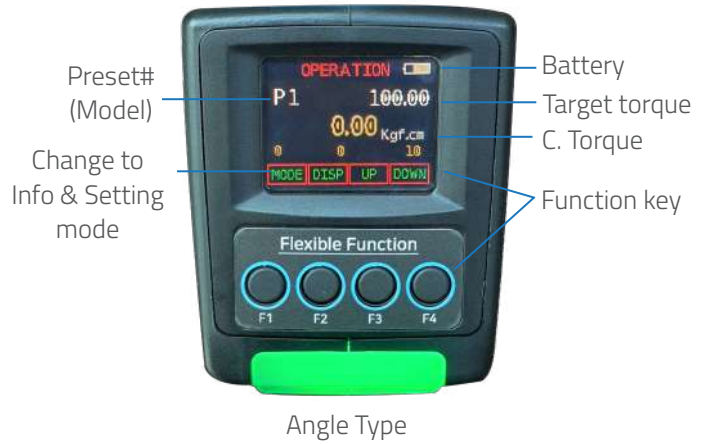 Preset#
(Model)
Change to
Info & Setting
mode
OPERATION
P1 100.00
0.00 Kgf.cm
0 0 10
MODE DISP UP DOWN
Flexible Function
F1 F2 F3 F4
Battery
Target torque
C. Torque
Function key
Angle Type